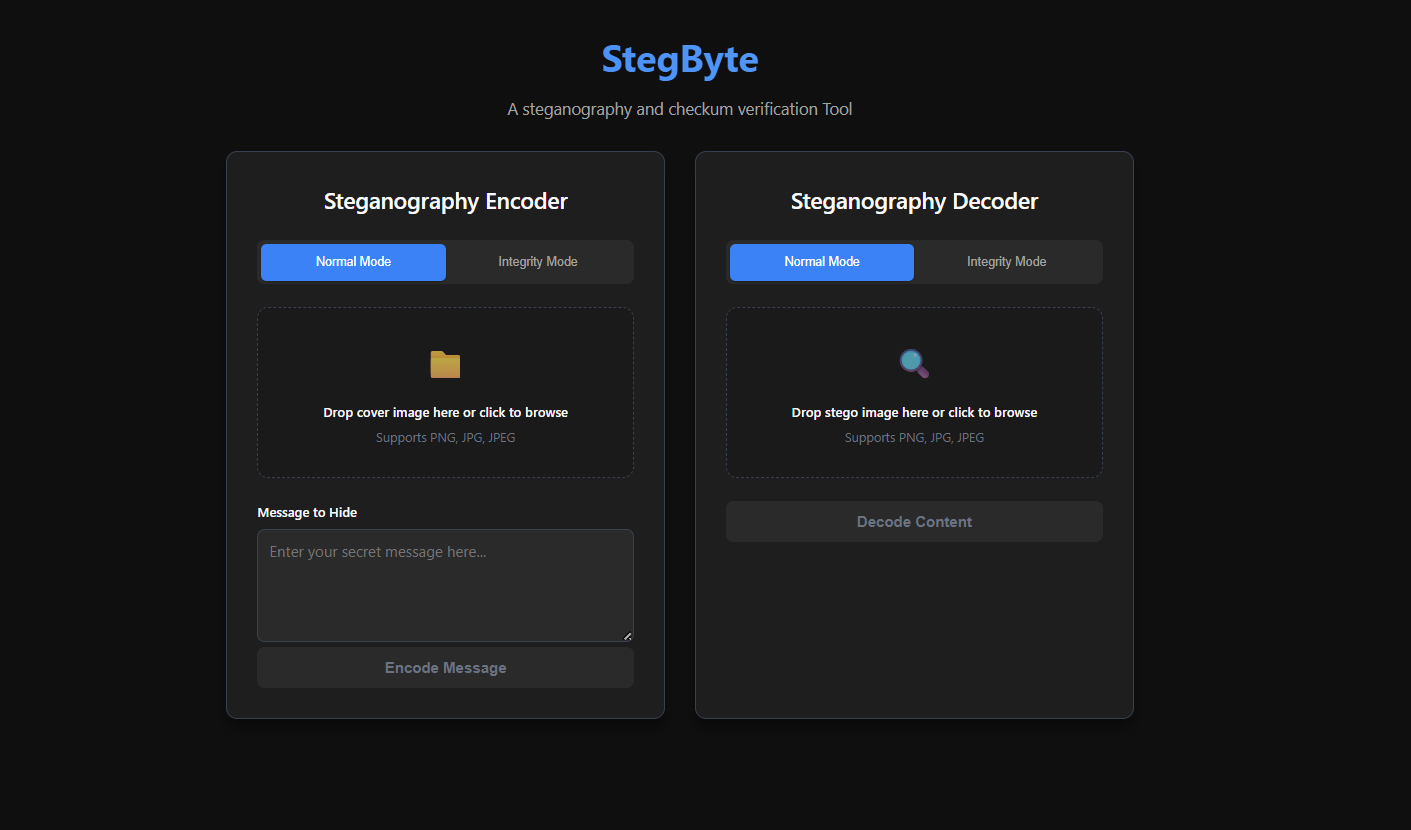 StegByte
A steganography and checkum verification Tool
Steganography Encoder
Normal Mode
Integrity Mode
Drop cover image here or click to browse
Supports PNG, JPG, JPEG
Message to Hide
Enter your secret message here...
Encode Message
Steganography Decoder
Normal Mode
Integrity Mode
Drop stego image here or click to browse
Supports PNG, JPG, JPEG
Decode Content